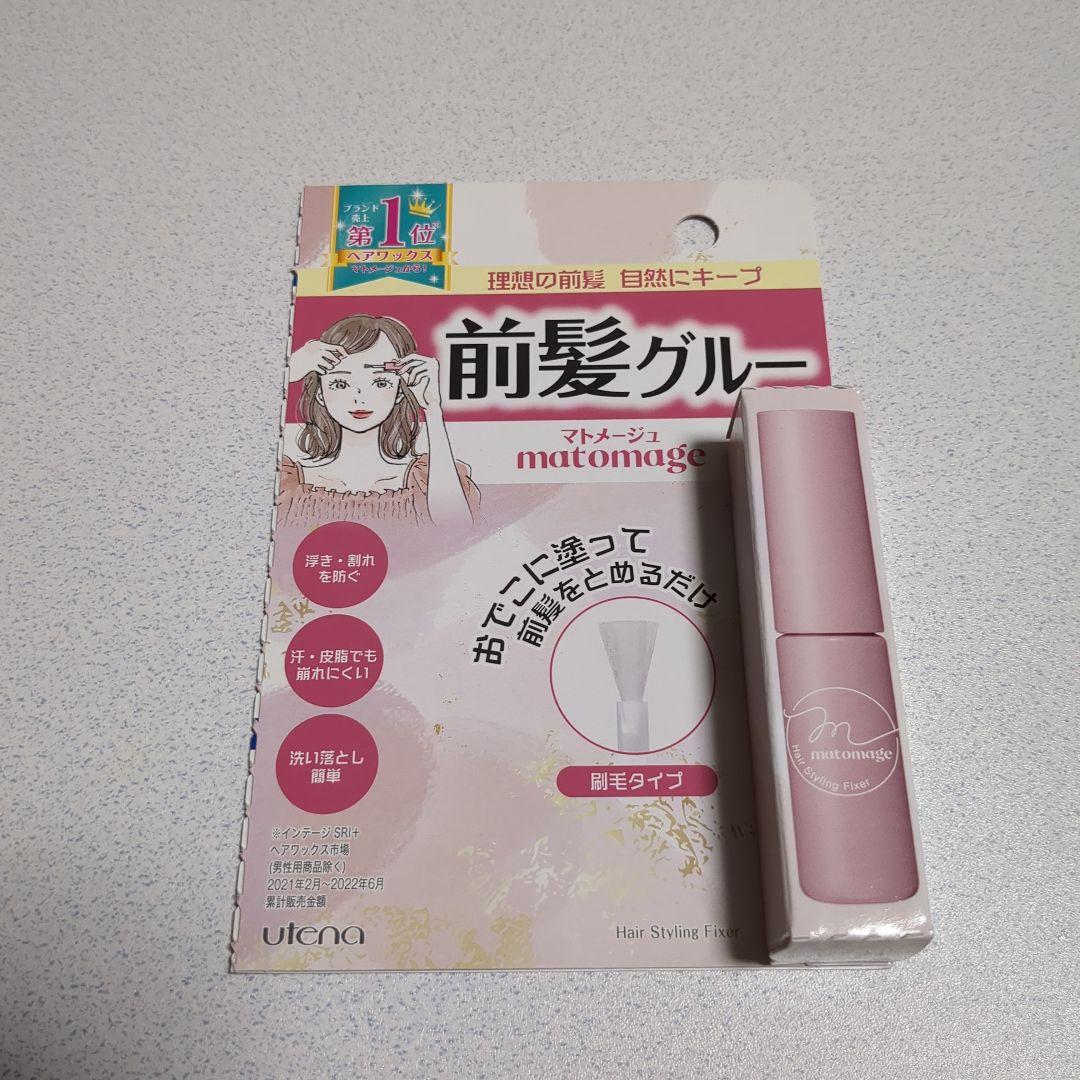 ブランド
売上
第1位※
ヘアワックス
マトメージュから!
理想の前髪 自然にキープ
前髪グルー
マトメージュ
matomage
浮き・割れ
を防ぐ
汗・皮脂でも
崩れにくい
洗い落とし
簡単
おでこに塗って
前髪をとめるだけ
刷毛タイプ
※インテージ SRI+
ヘアワックス市場
(男性用商品除く)
2021年2月~2022年6月
累計販売金額
utena
Hair Styling Fixer
m
matomage
Hair Styling Fixer